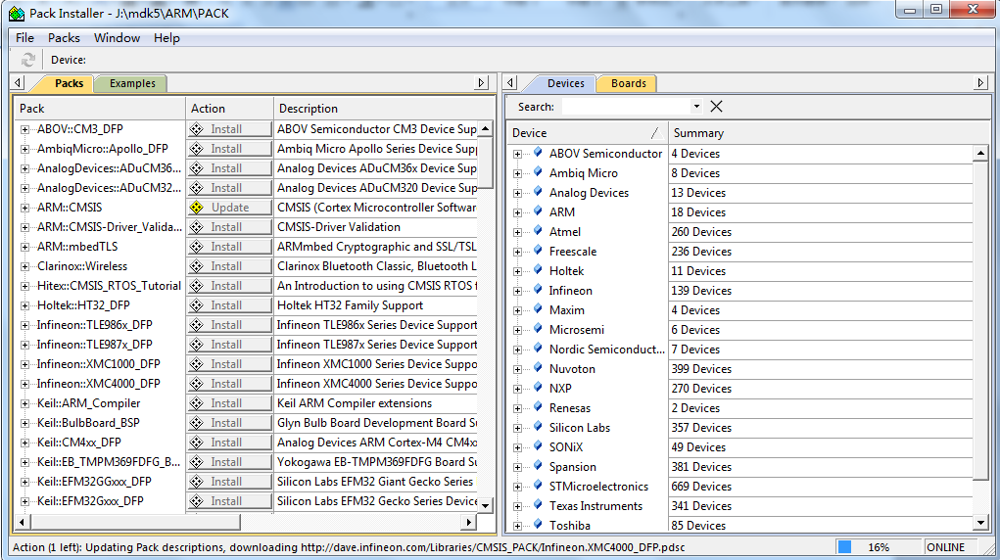 Pack Installer - J:\mdk5\ARM\PACK
File Packs Window Help
Device:
Packs Examples
Pack Action Description
ABOV::CM3_DFP Install ABOV Semiconductor CM3 Device Sup
AmbiqMicro::Apollo_DFP Install Ambiq Micro Apollo Series Device Supp
AnalogDevices::ADuCM36... Install Analog Devices ADuCM36x Device Supp
AnalogDevices::ADuCM32... Install Analog Devices ADuCM320 Device Sup
ARM::CMSIS Update CMSIS (Cortex Microcontroller Softwar
ARM::CMSIS-Driver_Valida... Install CMSIS-Driver Validation
ARM::mbedTLS Install ARMmbed Cryptographic and SSL/TSL
Clarinox::Wireless Install Clarinox Bluetooth Classic, Bluetooth L
Hitex::CMSIS_RTOS_Tutorial Install An Introduction to using CMSIS RTOS f
Holtek::HT32_DFP Install Holtek HT32 Family Support
Infineon::TLE986x_DFP Install Infineon TLE986x Series Device Support
Infineon::TLE987x_DFP Install Infineon TLE987x Series Device Support
Infineon::XMC1000_DFP Install Infineon XMC1000 Series Device Suppo
Infineon::XMC4000_DFP Install Infineon XMC4000 Series Device Suppo
Keil::ARM_Compiler Install Keil ARM Compiler extensions
Keil::BulbBoard_BSP Install Glyn Bulb Board Development Board Su
Keil::CM4xx_DFP Install Analog Devices ARM Cortex-M4 CM4xx
Keil::EB_TMPM369FDFG_B... Install Yokogawa EB-TMPM369FDFG Board Su
Keil::EFM32GGxxx_DFP Install Silicon Labs EFM32 Giant Gecko Series
Keil::EFM32Gxxx_DFP Install Silicon Labs EFM32 Gecko Series Device
Devices Boards
Search:
Device Summary
ABOV Semiconductor 4 Devices
Ambiq Micro 8 Devices
Analog Devices 13 Devices
ARM 18 Devices
Atmel 260 Devices
Freescale 236 Devices
Holtek 11 Devices
Infineon 139 Devices
Maxim 4 Devices
Microsemi 6 Devices
Nordic Semiconduct... 7 Devices
Nuvoton 399 Devices
NXP 270 Devices
Renesas 2 Devices
Silicon Labs 357 Devices
SONiX 49 Devices
Spansion 381 Devices
STMicroelectronics 669 Devices
Texas Instruments 341 Devices
Toshiba 85 Devices
Action (1 left): Updating Pack descriptions, downloading http://dave.infineon.com/Libraries/CMSIS_PACK/Infineon.XMC4000_DFP.pdsc 16% ONLINE